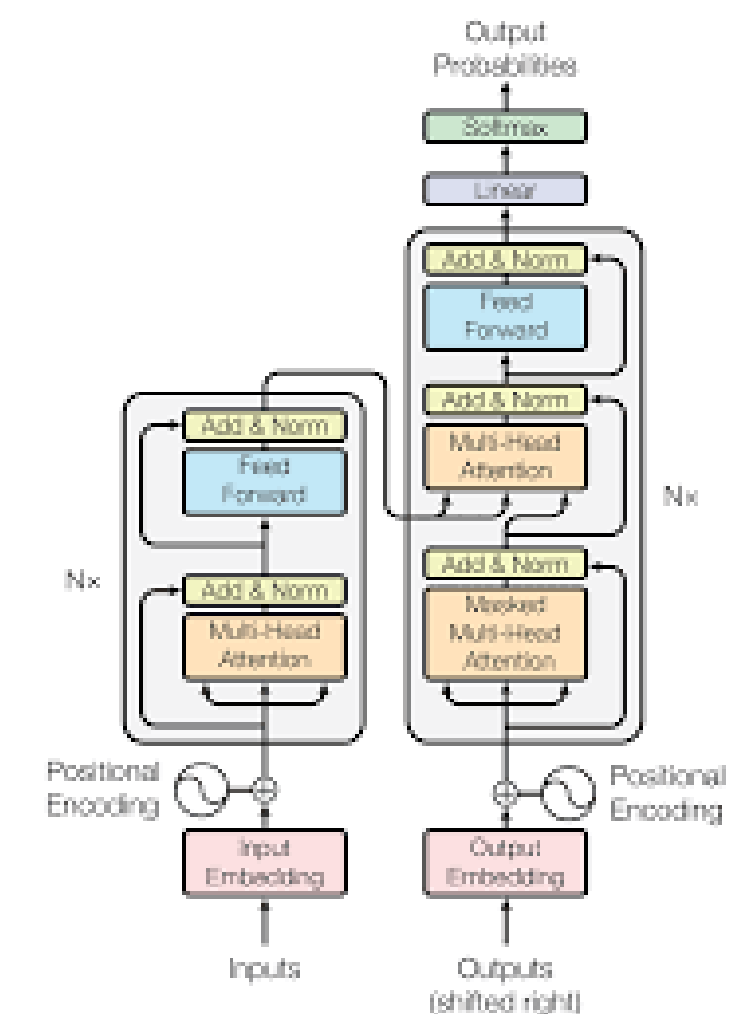 Output
Probabilities
Softmax
Linear
Add & Norm
Feed
Forward
Add & Norm
Multi-Head
Attention
Add & Norm
Masked
Multi-Head
Attention
Nx
Add & Norm
Feed
Forward
Add & Norm
Multi-Head
Attention
Nx
Positional
Encoding
Positional
Encoding
Input
Embedding
Output
Embedding
Inputs
Outputs
(shifted right)